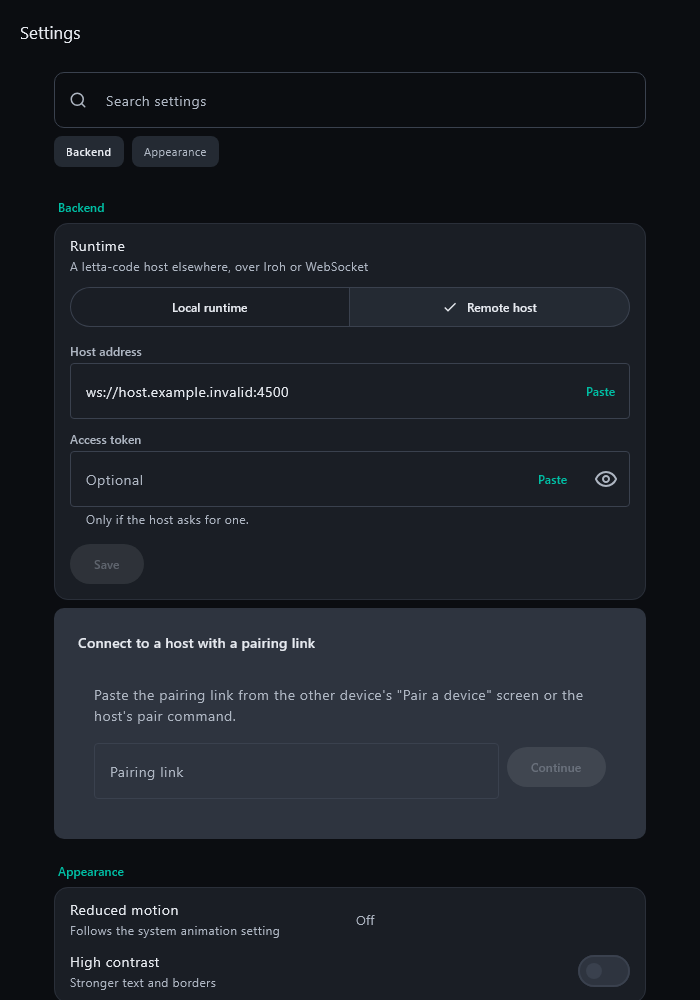 Settings
Search settings
Backend
Appearance
Backend
Runtime
A letta-code host elsewhere, over Iroh or WebSocket
Local runtime
Remote host
Host address
ws://host.example.invalid:4500
Paste
Access token
Optional
Paste
Only if the host asks for one.
Save
Connect to a host with a pairing link
Paste the pairing link from the other device's "Pair a device" screen or the
host's pair command.
Pairing link
Continue
Appearance
Reduced motion
Follows the system animation setting
Off
High contrast
Stronger text and borders